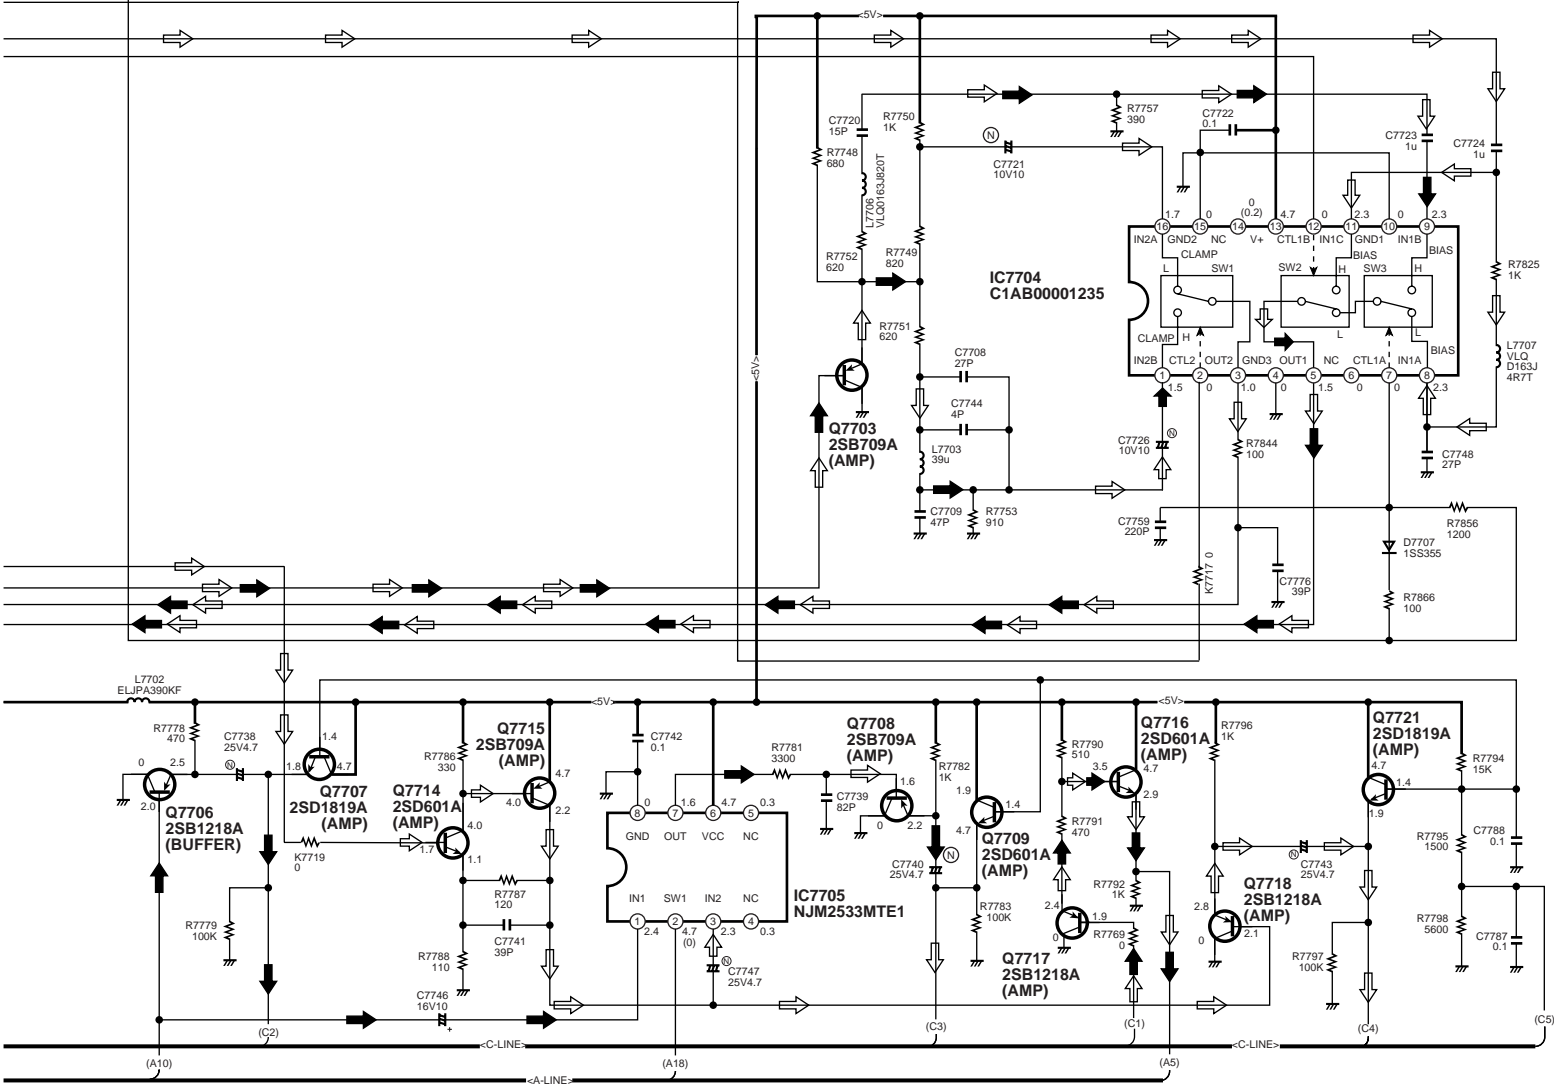 <5V>
C7720
15P
R7750
1K
N
C7721
10V10
R7757
390
C7722
0.1
C7723
1u
C7724
1u
R7748
680
L7706
VLQ0163J820T
R7752
620
R7749
820
R7751
620
IC7704
C1AB00001235
1.7
0
0
(0.2)
4.7
0
2.3
0
2.3
16
15
14
13
12
11
10
9
IN2A
GND2
NC
V+
CTL1B
IN1C
GND1
IN1B
CLAMP
BIAS
BIAS
L
SW1
SW2
H
SW3
H
CLAMP
H
L
L
BIAS
IN2B
CTL2
OUT2
GND3
OUT1
NC
CTL1A
IN1A
1
2
3
4
5
6
7
8
1.5
0
1.0
0
1.5
0
0
2.3
R7825
1K
L7707
VLQ
D163J
4R7T
<5V>
Q7703
2SB709A
(AMP)
C7708
27P
C7744
4P
L7703
39u
C7709
47P
R7753
910
C7726
10V10
N
R7844
100
C7748
27P
C7759
220P
R7856
1200
D7707
1SS355
K7717 0
C7776
39P
R7866
100
L7702
ELJPA390KF
<5V>
<5V>
R7778
470
C7738
25V4.7
N
0
2.5
2.0
Q7706
2SB1218A
(BUFFER)
1.4
1.8
4.7
Q7707
2SD1819A
(AMP)
K7719
0
R7779
100K
R7786
330
Q7715
2SB709A
(AMP)
4.7
4.0
2.2
Q7714
2SD601A
(AMP)
4.0
1.7
1.1
R7787
120
C7741
39P
R7788
110
C7746
16V10
+
C7742
0.1
R7781
3300
C7739
82P
0
1.6
4.7
0.3
8
7
6
5
GND
OUT
VCC
NC
IC7705
NJM2533MTE1
IN1
SW1
IN2
NC
1
2
3
4
2.4
4.7
(0)
2.3
0.3
N
C7747
25V4.7
Q7708
2SB709A
(AMP)
1.6
0
2.2
R7782
1K
C7740
25V4.7
N
1.9
1.4
4.7
Q7709
2SD601A
(AMP)
R7783
100K
R7790
510
R7791
470
Q7716
2SD601A
(AMP)
3.5
4.7
2.9
R7792
1K
2.4
1.9
0
R7769
0
Q7717
2SB1218A
(AMP)
R7796
1K
N
C7743
25V4.7
Q7718
2SB1218A
(AMP)
2.8
2.1
0
R7797
100K
Q7721
2SD1819A
(AMP)
4.7
1.4
1.9
R7794
15K
R7795
1500
C7788
0.1
R7798
5600
C7787
0.1
(C2)
(C3)
(C1)
(C4)
(C5)
<C-LINE>
<C-LINE>
(A10)
(A18)
(A5)
<A-LINE>